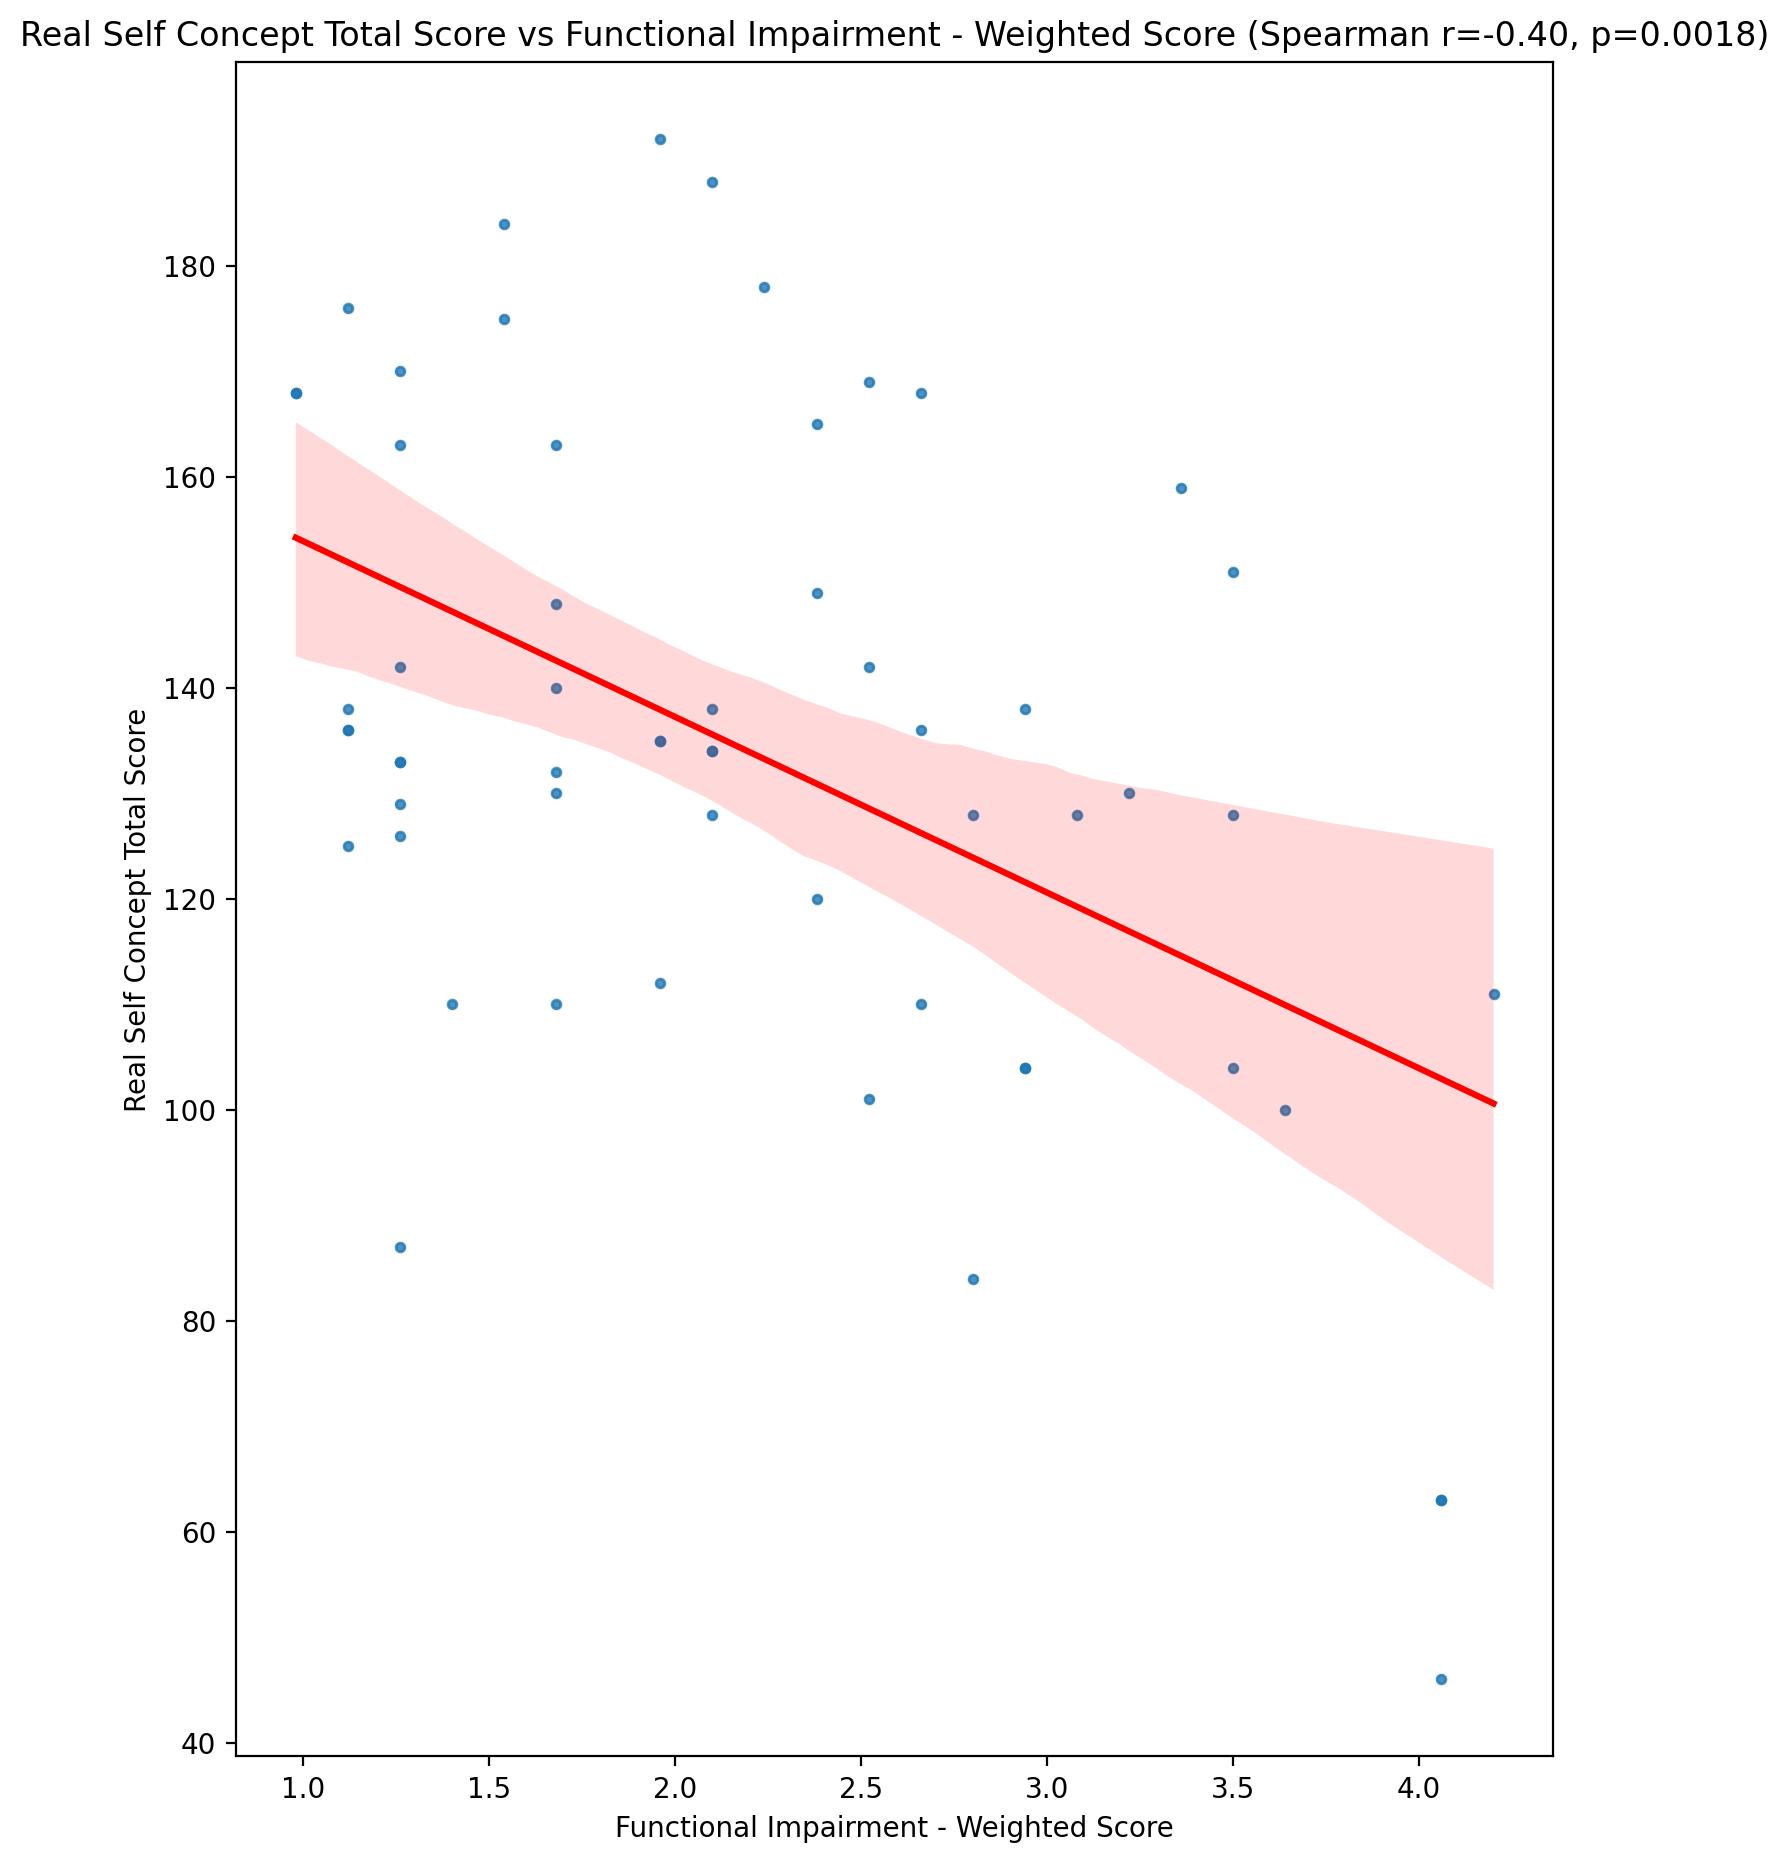 Real Self Concept Total Score vs Functional Impairment - Weighted Score (Spearman r=-0.40, p=0.0018)
180
160
140
120
100
80
60
40
Real Self Concept Total Score
1.0 1.5 2.0 2.5 3.0 3.5 4.0
Functional Impairment - Weighted Score